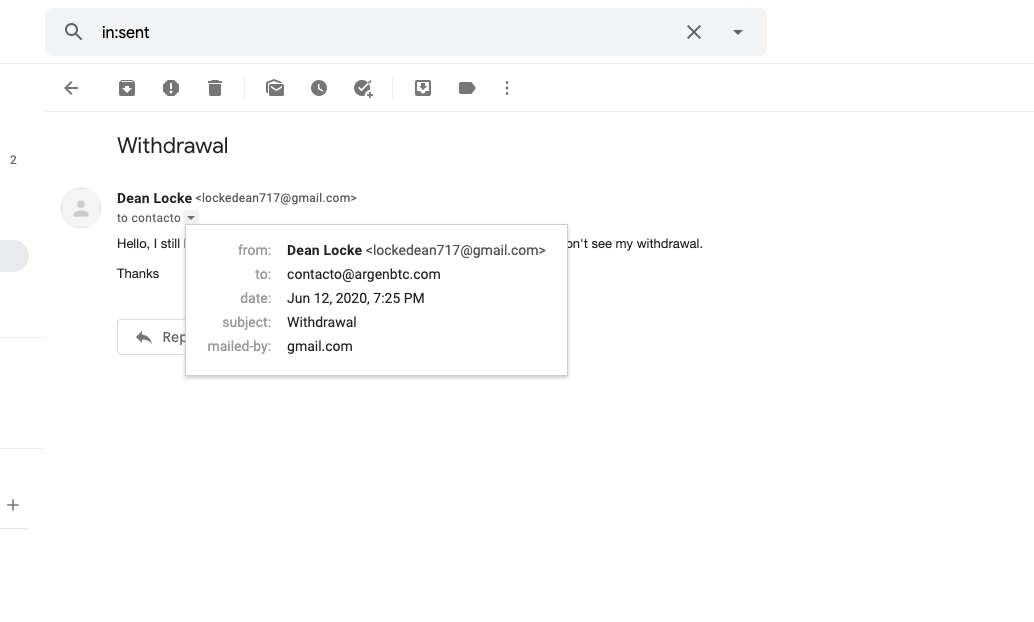 in:sent
2
Withdrawal
Dean Locke <lockedean717@gmail.com>
to contacto
Hello, I still on't see my withdrawal.
Thanks
from: Dean Locke <lockedean717@gmail.com>
to: contacto@argenbtc.com
date: Jun 12, 2020, 7:25 PM
subject: Withdrawal
mailed-by: gmail.com
Rep